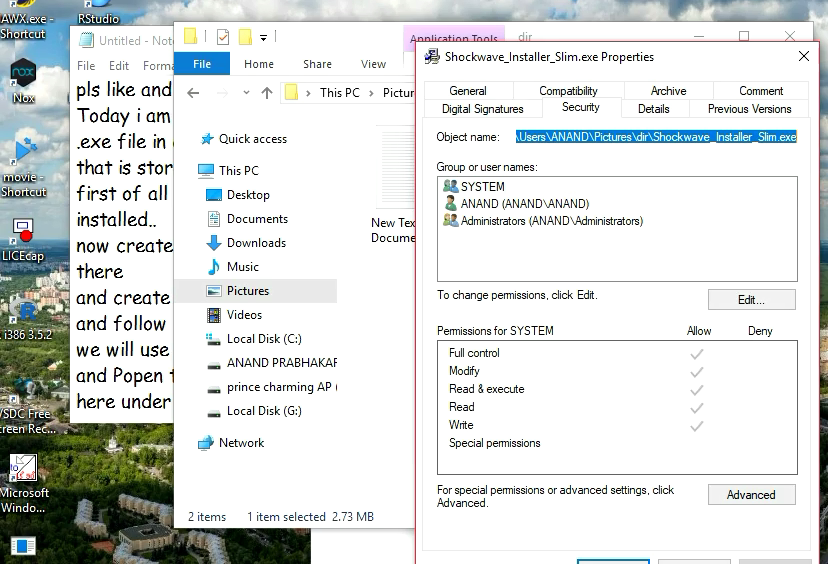 AWX.exe -
Shortcut
RStudio
Nox
movie -
Shortcut
LICEcap
i386 3.5.2
VSDC Free
Screen Rec...
Microsoft
Windo...
Untitled - Note
File Edit Forma
pls like and
Today i am
.exe file in
that is stor
first of all
installed..
now create
there
and create
and follow
we will use
and Popen t
here under
Application Tools
dir
File Home Share View
This PC > Pictur
Quick access
This PC
Desktop
Documents
Downloads
Music
Pictures
Videos
Local Disk (C:)
ANAND PRABHAKAR
prince charming AP (
Local Disk (G:)
Network
New Tex
Docume
2 items 1 item selected 2.73 MB
Shockwave_Installer_Slim.exe Properties
General Compatibility Archive Comment
Digital Signatures Security Details Previous Versions
Object name: \Users\ANAND\Pictures\dir\Shockwave_Installer_Slim.exe
Group or user names:
SYSTEM
ANAND (ANAND\ANAND)
Administrators (ANAND\Administrators)
To change permissions, click Edit.
Edit...
Permissions for SYSTEM Allow Deny
Full control
Modify
Read & execute
Read
Write
Special permissions
For special permissions or advanced settings, click
Advanced.
Advanced